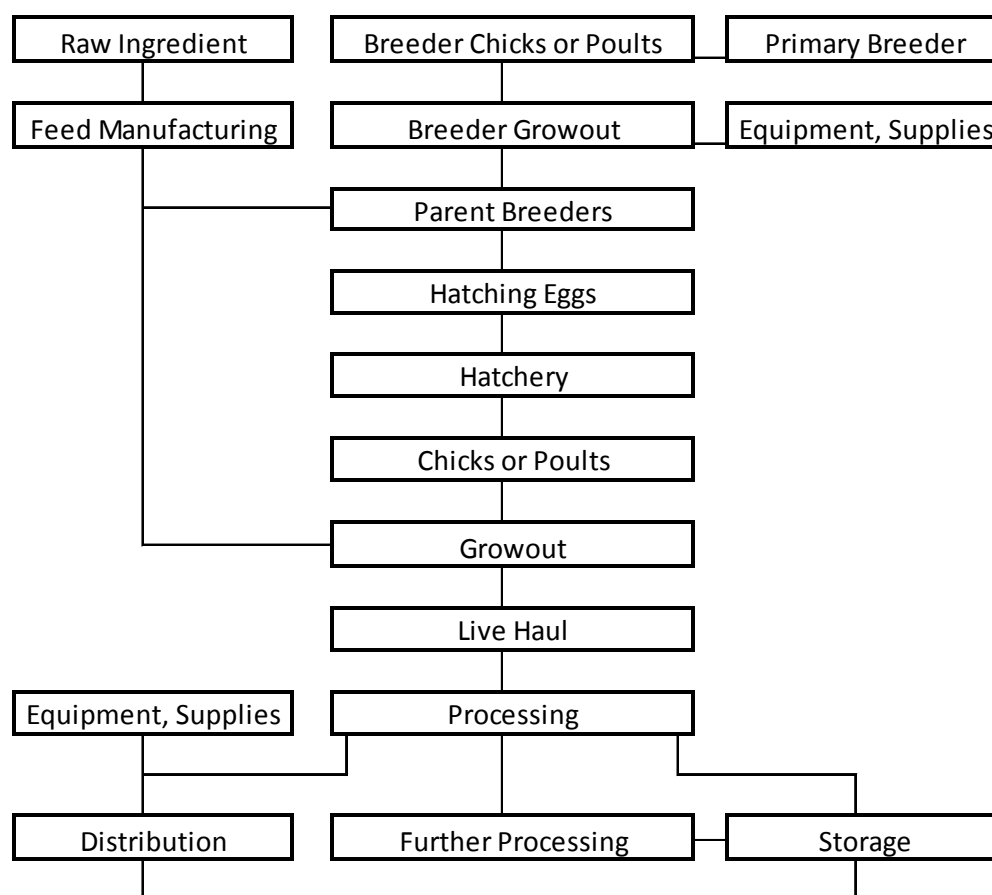 Raw Ingredient
Breeder Chicks or Poults
Primary Breeder
Feed Manufacturing
Breeder Growout
Equipment, Supplies
Parent Breeders
Hatching Eggs
Hatchery
Chicks or Poults
Growout
Live Haul
Equipment, Supplies
Processing
Distribution
Further Processing
Storage